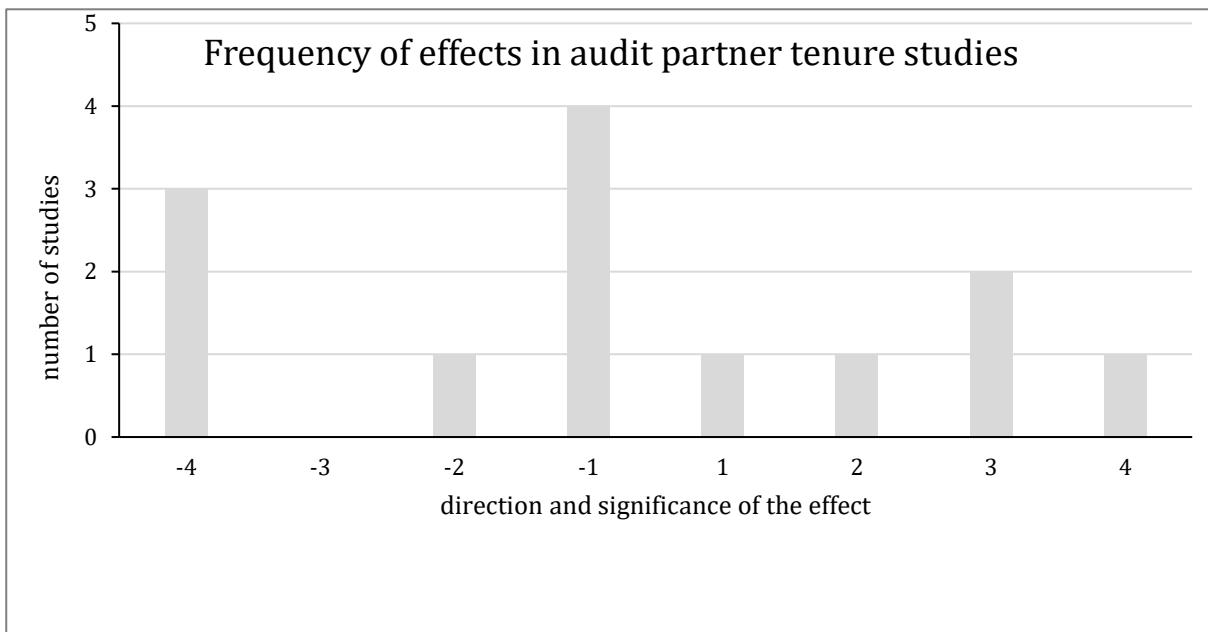 Frequency of effects in audit partner tenure studies
5
4
3
2
1
0
number of studies
-4 -3 -2 -1 1 2 3 4
direction and significance of the effect